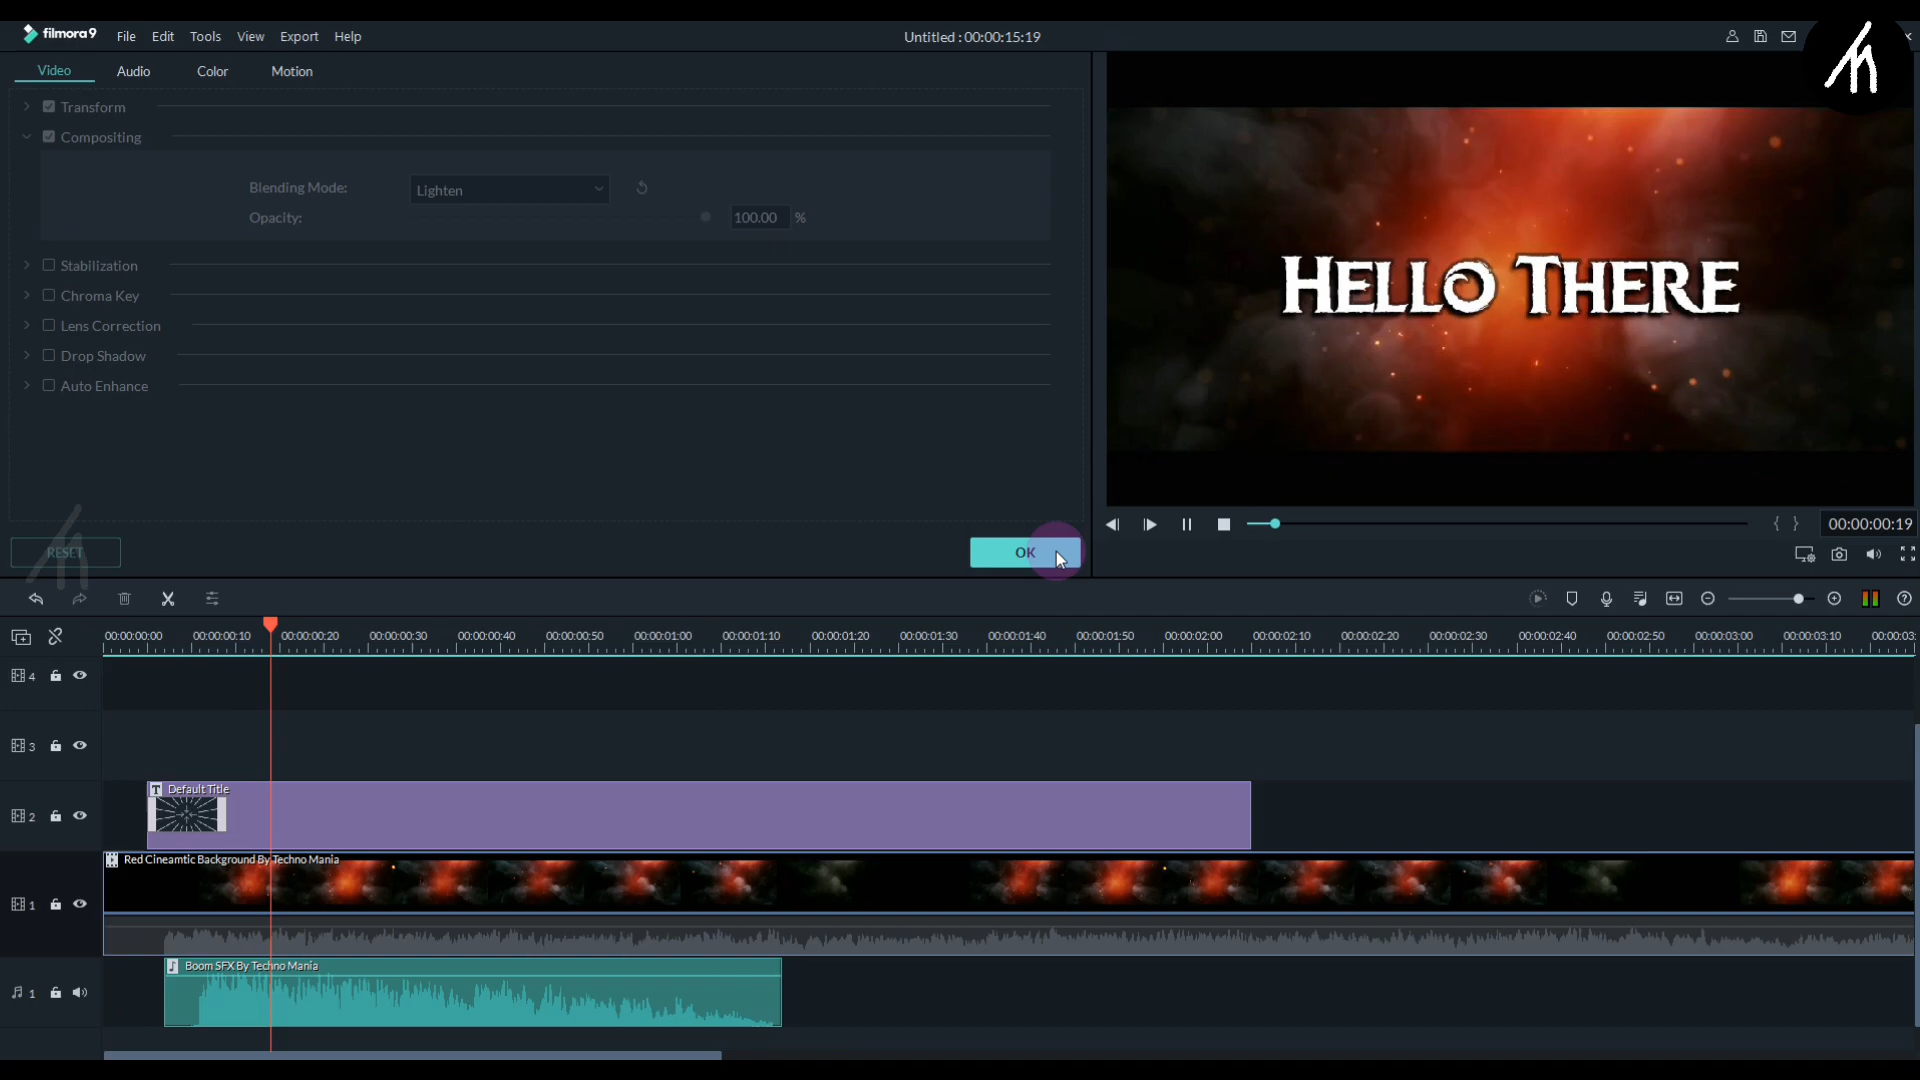 filmora9 File Edit Tools View Export Help Untitled : 00:00:15:19
Video Audio Color Motion
Transform
Compositing
Blending Mode: Lighten
Opacity: 100.00 %
Stabilization
Chroma Key
Lens Correction
Drop Shadow
Auto Enhance
RESET OK
HELLO THERE
00:00:00:19
00:00:00:00 00:00:00:10 00:00:00:20 00:00:00:30 00:00:00:40 00:00:00:50 00:00:01:00 00:00:01:10 00:00:01:20 00:00:01:30 00:00:01:40 00:00:01:50 00:00:02:00 00:00:02:10 00:00:02:20 00:00:02:30 00:00:02:40 00:00:02:50 00:00:03:00 00:00:03:10 00:00:03:
4
3
T Default Title
2
Red Cineamtic Background By Techno Mania
1
Boom SFX By Techno Mania
1